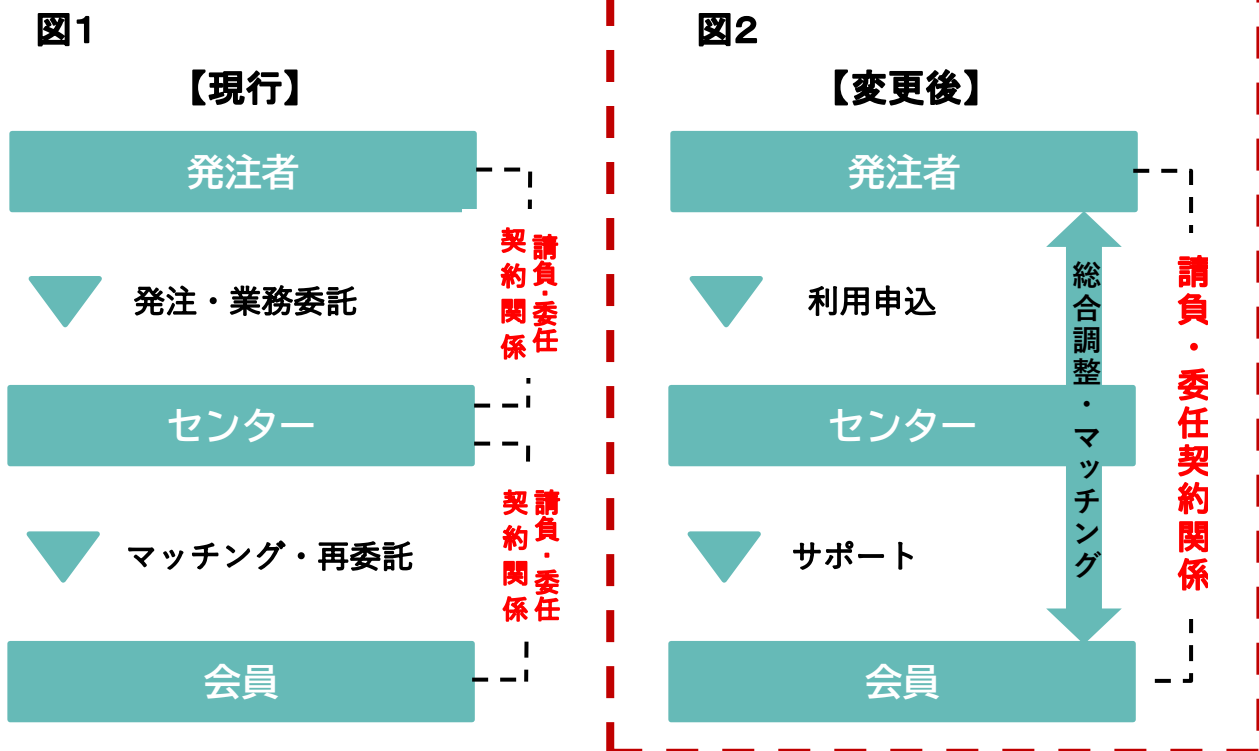 図1
【現行】
発注者
発注・業務委託
請負・委任
契約関係
センター
マッチング・再委託
請負・委任
契約関係
会員
図2
【変更後】
発注者
利用申込
センター
サポート
会員
総合調整・マッチング
請負・委任契約関係